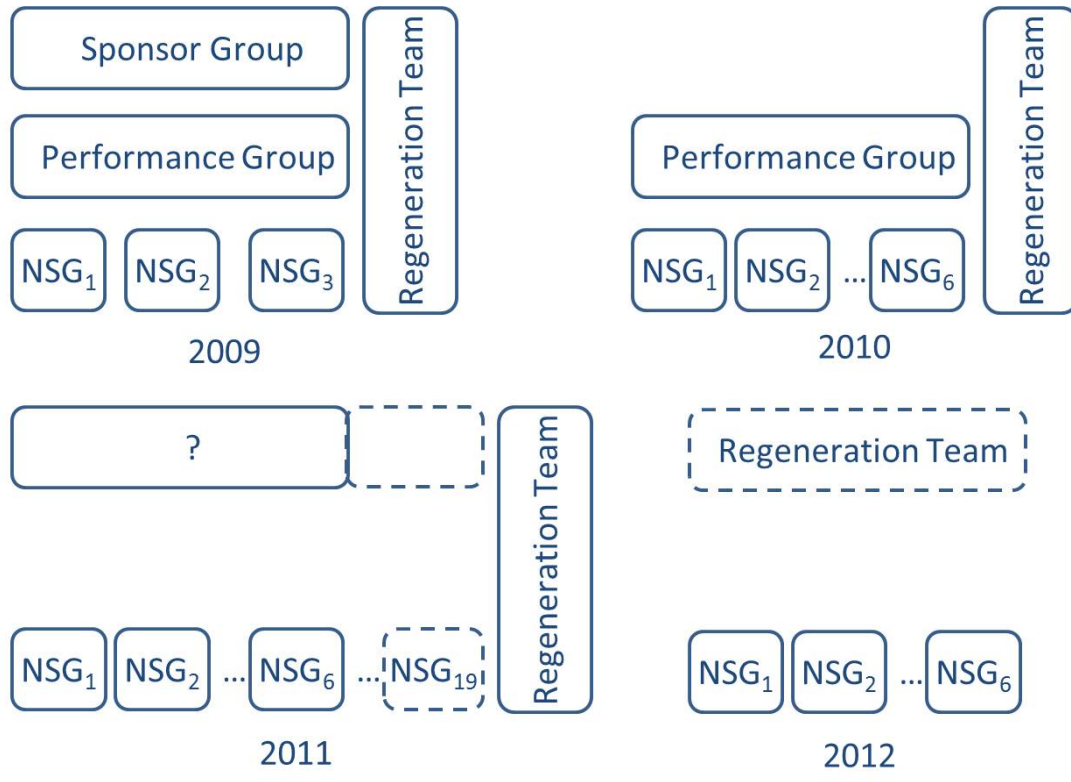 Sponsor Group
Performance Group
NSG₁ NSG₂ NSG₃
Regeneration Team
2009
Performance Group
NSG₁ NSG₂ ... NSG₆
Regeneration Team
2010
?
NSG₁ NSG₂ ... NSG₆ ... NSG₁₉
Regeneration Team
2011
Regeneration Team
NSG₁ NSG₂ ... NSG₆
2012